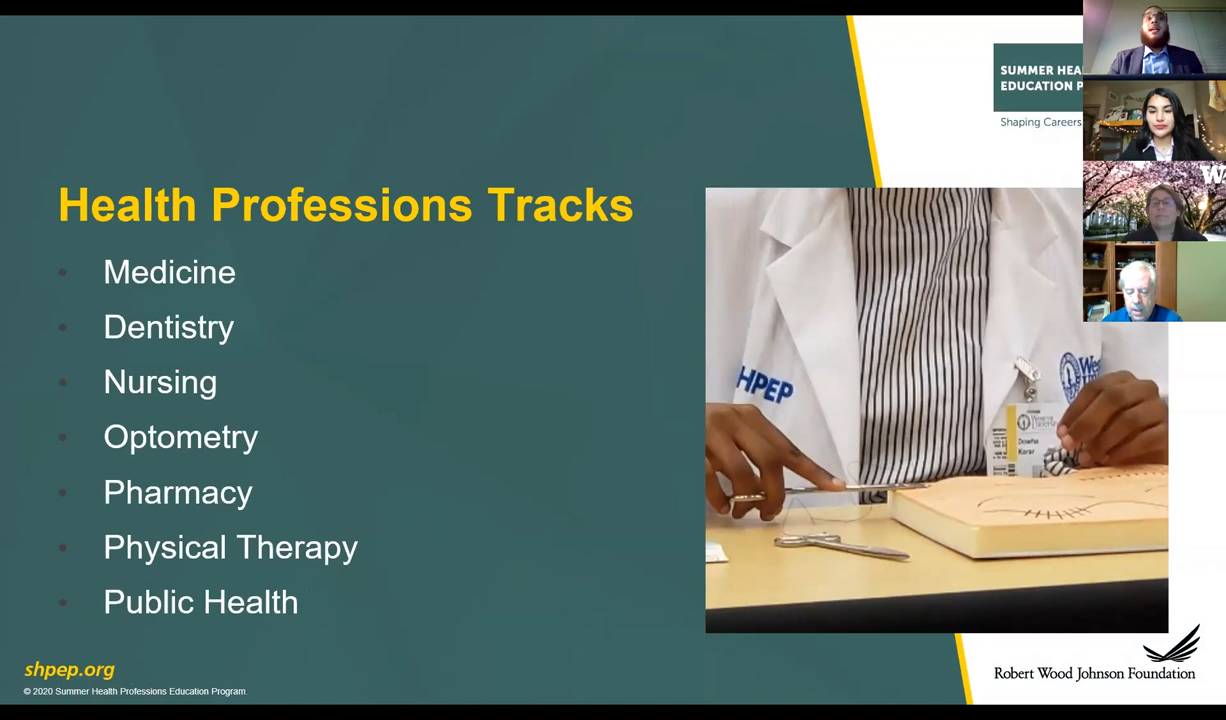 SUMMER HEA
EDUCATION P
Shaping Careers
W
Health Professions Tracks
Medicine
Dentistry
Nursing
Optometry
Pharmacy
Physical Therapy
Public Health
HPEP
Wes
shpep.org
© 2020 Summer Health Professions Education Program.
Robert Wood Johnson Foundation